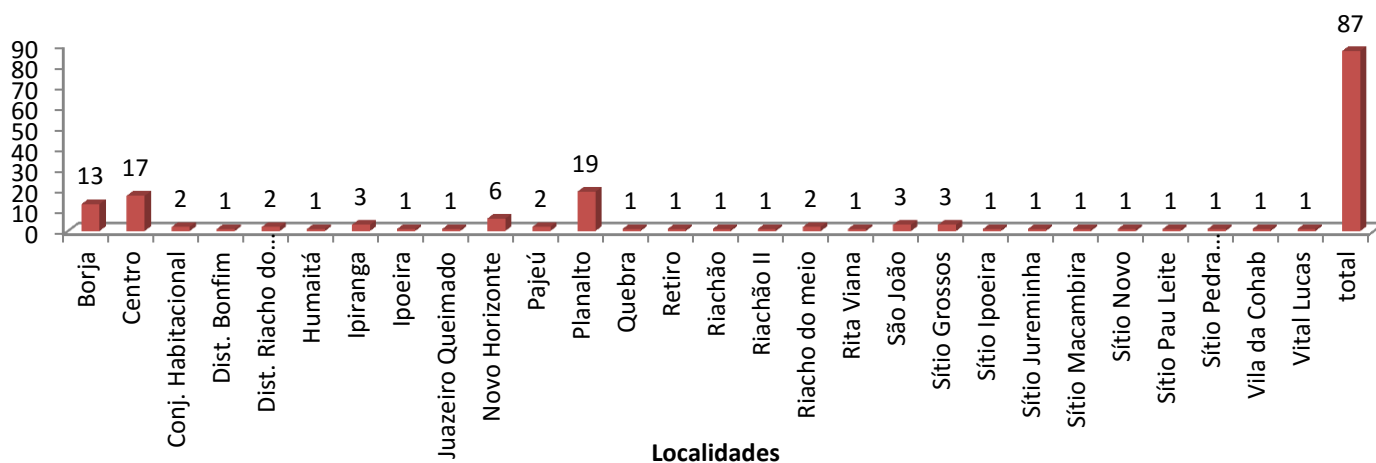 87
90
80
70
60
50
40
30
20
10
0
13
17
2
1
2
1
3
1
1
6
2
19
1
1
1
1
2
1
3
3
1
1
1
1
1
1
1
1
Borja
Centro
Conj. Habitacional
Dist. Bonfim
Dist. Riacho do....
Humaitá
Ipiranga
Ipoeira
Juazeiro Queimado
Novo Horizonte
Pajeú
Planalto
Quebra
Retiro
Riachão
Riachão II
Riacho do meio
Rita Viana
São João
Sítio Grossos
Sítio Ipoeira
Sítio Jureminha
Sítio Macambira
Sítio Novo
Sítio Pau Leite
Sítio Pedra...
Vila da Cohab
Vital Lucas
total
Localidades